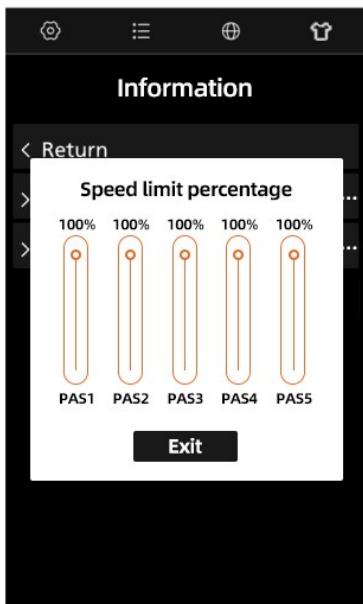 Information
< Return
>
...
>
...
Speed limit percentage
100% 100% 100% 100% 100%
PAS1 PAS2 PAS3 PAS4 PAS5
Exit